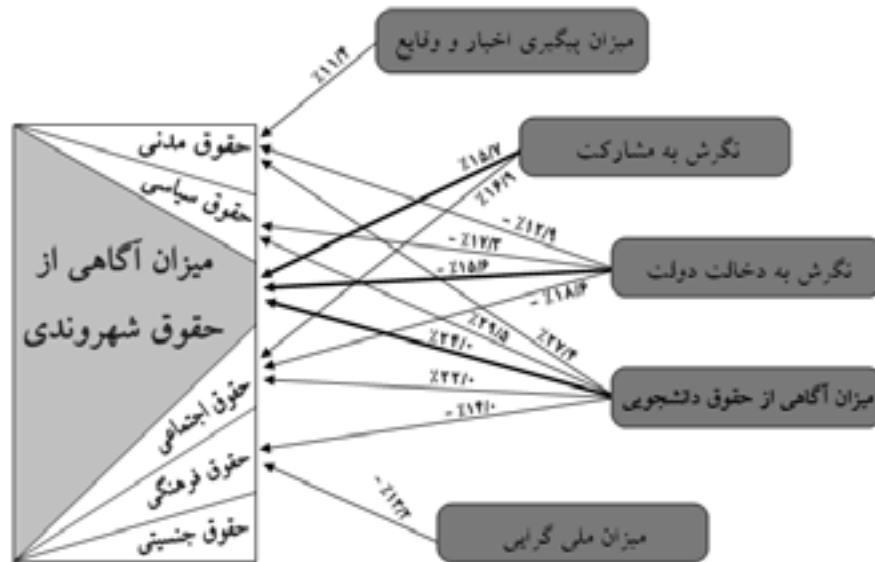 میزان پیگیری اخبار و وقایع
٪۱۱/۴
حقوق مدنی
نگرش به مشارکت
٪۱۵/۷
٪۱۶/۹
حقوق سیاسی
- ٪۱۲/۹
- ٪۱۷/۳
میزان آگاهی از
حقوق شهروندی
نگرش به دخالت دولت
- ٪۱۵/۶
- ٪۱۸/۶
٪۲۹/۵
٪۲۷/۴
٪۲۴/۰
میزان آگاهی از حقوق دانشجویی
٪۲۲/۰
حقوق اجتماعی
- ٪۱۴/۰
حقوق فرهنگی
حقوق جنسیتی
میزان ملی گرایی